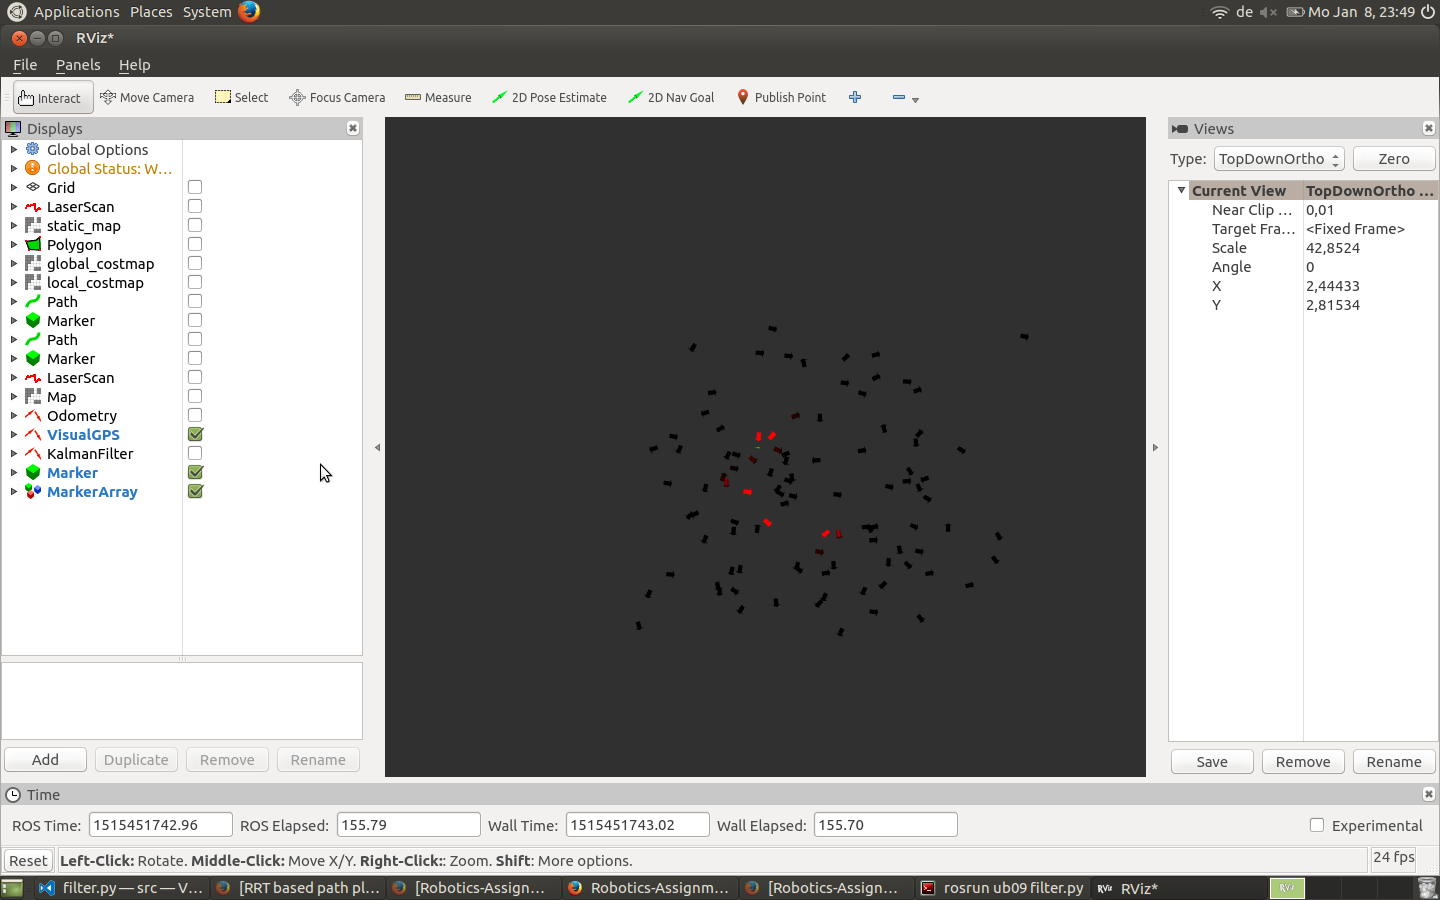 Applications Places System de Mo Jan 8, 23:49
RViz*
File Panels Help
Interact Move Camera Select Focus Camera Measure 2D Pose Estimate 2D Nav Goal Publish Point
Displays
Global Options
Global Status: W...
Grid
LaserScan
static_map
Polygon
global_costmap
local_costmap
Path
Marker
Path
Marker
LaserScan
Map
Odometry
VisualGPS
KalmanFilter
Marker
MarkerArray
Add Duplicate Remove Rename
Views
Type: TopDownOrtho Zero
Current View TopDownOrtho ...
Near Clip ... 0,01
Target Fra... <Fixed Frame>
Scale 42,8524
Angle 0
X 2,44433
Y 2,81534
Save Remove Rename
Time
ROS Time: 1515451742.96 ROS Elapsed: 155.79 Wall Time: 1515451743.02 Wall Elapsed: 155.70 Experimental
Reset Left-Click: Rotate. Middle-Click: Move X/Y. Right-Click:: Zoom. Shift: More options. 24 fps
filter.py — src — V... [RRT based path pl... [Robotics-Assign... Robotics-Assignm... [Robotics-Assign... rosrun ub09 filter.py RViz RViz* RViz